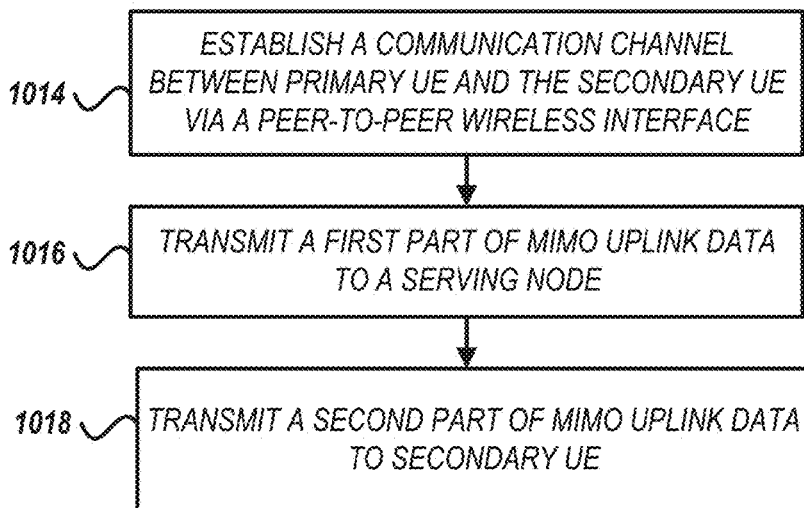 ESTABLISH A COMMUNICATION CHANNEL
BETWEEN PRIMARY UE AND THE SECONDARY UE
VIA A PEER-TO-PEER WIRELESS INTERFACE
1014
TRANSMIT A FIRST PART OF MIMO UPLINK DATA
TO A SERVING NODE
1016
TRANSMIT A SECOND PART OF MIMO UPLINK DATA
TO SECONDARY UE
1018